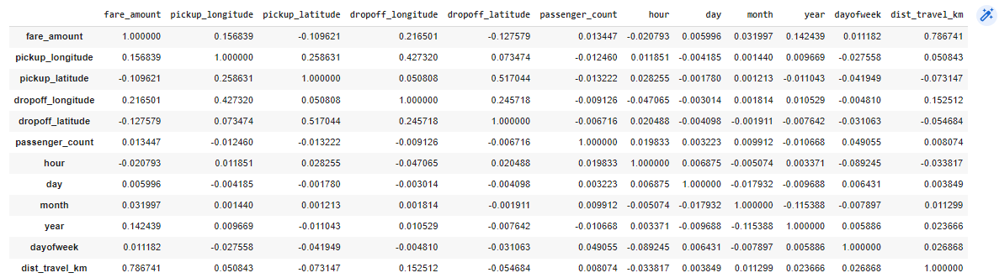 fare_amount pickup_longitude pickup_latitude dropoff_longitude dropoff_latitude passenger_count hour day month year dayofweek dist_travel_km
fare_amount 1.000000 0.156839 -0.109621 0.216501 -0.127579 0.013447 -0.020793 0.005996 0.031997 0.142439 0.011182 0.786741
pickup_longitude 0.156839 1.000000 0.258631 0.427320 0.073474 -0.012460 0.011851 -0.004185 0.001440 0.009669 -0.027558 0.050843
pickup_latitude -0.109621 0.258631 1.000000 0.050808 0.517044 -0.013222 0.028255 -0.001780 0.001213 -0.011043 -0.041949 -0.073147
dropoff_longitude 0.216501 0.427320 0.050808 1.000000 0.245718 -0.009126 -0.047065 -0.003014 0.001814 0.010529 -0.004810 0.152512
dropoff_latitude -0.127579 0.073474 0.517044 0.245718 1.000000 -0.006716 0.020488 -0.004098 -0.001911 -0.007642 -0.031063 -0.054684
passenger_count 0.013447 -0.012460 -0.013222 -0.009126 -0.006716 1.000000 0.019833 0.003223 0.009912 -0.010668 0.049055 0.008074
hour -0.020793 0.011851 0.028255 -0.047065 0.020488 0.019833 1.000000 0.006875 -0.005074 0.003371 -0.089245 -0.033817
day 0.005996 -0.004185 -0.001780 -0.003014 -0.004098 0.003223 0.006875 1.000000 -0.017932 -0.009688 0.006431 0.003849
month 0.031997 0.001440 0.001213 0.001814 -0.001911 0.009912 -0.005074 -0.017932 1.000000 -0.115388 -0.007897 0.011299
year 0.142439 0.009669 -0.011043 0.010529 -0.007642 -0.010668 0.003371 -0.009688 -0.115388 1.000000 0.005886 0.023666
dayofweek 0.011182 -0.027558 -0.041949 -0.004810 -0.031063 0.049055 -0.089245 0.006431 -0.007897 0.005886 1.000000 0.026868
dist_travel_km 0.786741 0.050843 -0.073147 0.152512 -0.054684 0.008074 -0.033817 0.003849 0.011299 0.023666 0.026868 1.000000